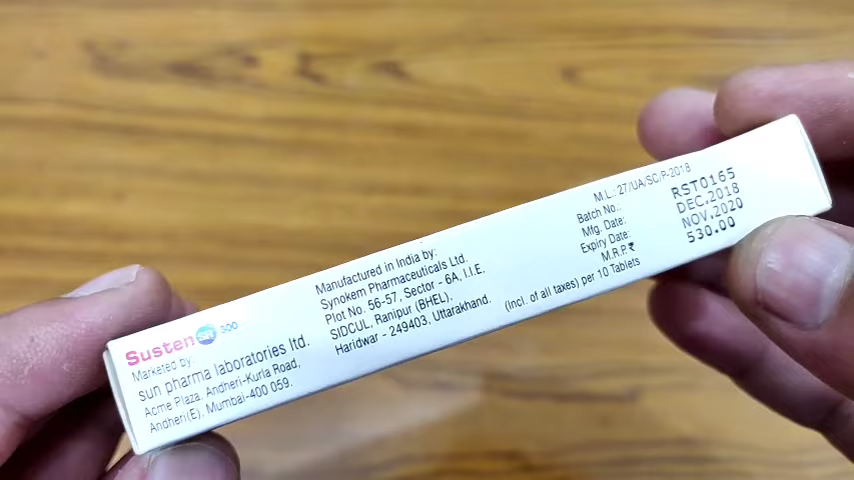 Susten SR 300
Marketed by:
sun pharma laboratories ltd.
Acme Plaza, Andheri-Kurla Road,
Andheri(E), Mumbai-400 059.
Manufactured in India by:
Synokem Pharmaceuticals Ltd.
Plot No. 56-57, Sector - 6A, I.I.E.
SIDCUL, Ranipur (BHEL),
Haridwar - 249403, Uttarakhand.
M.L.: 27/UA/SC/P-2018
Batch No.: RST0165
Mfg. Date: DEC.2018
Expiry Date: NOV.2020
M.R.P. ₹ 530.00
(incl. of all taxes) per 10 Tablets